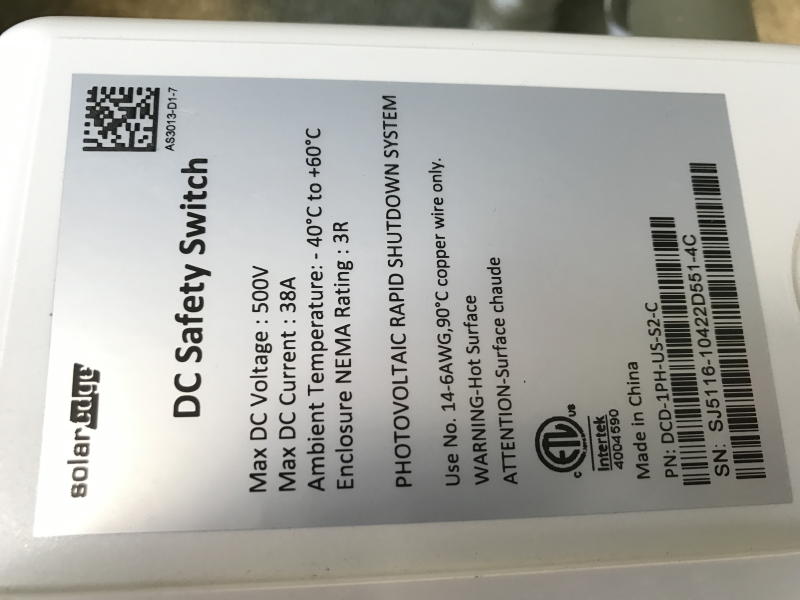 solaredge
AS3013-D1-7
DC Safety Switch
Max DC Voltage : 500V
Max DC Current : 38A
Ambient Temperature: - 40°C to +60°C
Enclosure NEMA Rating : 3R
PHOTOVOLTAIC RAPID SHUTDOWN SYSTEM
Use No. 14-6AWG,90°C copper wire only.
WARNING-Hot Surface
ATTENTION-Surface chaude
C ETL US
Intertek
4004590
Made in China
PN: DCD-1PH-US-S2-C
SN: SJ5116-10422D551-4C